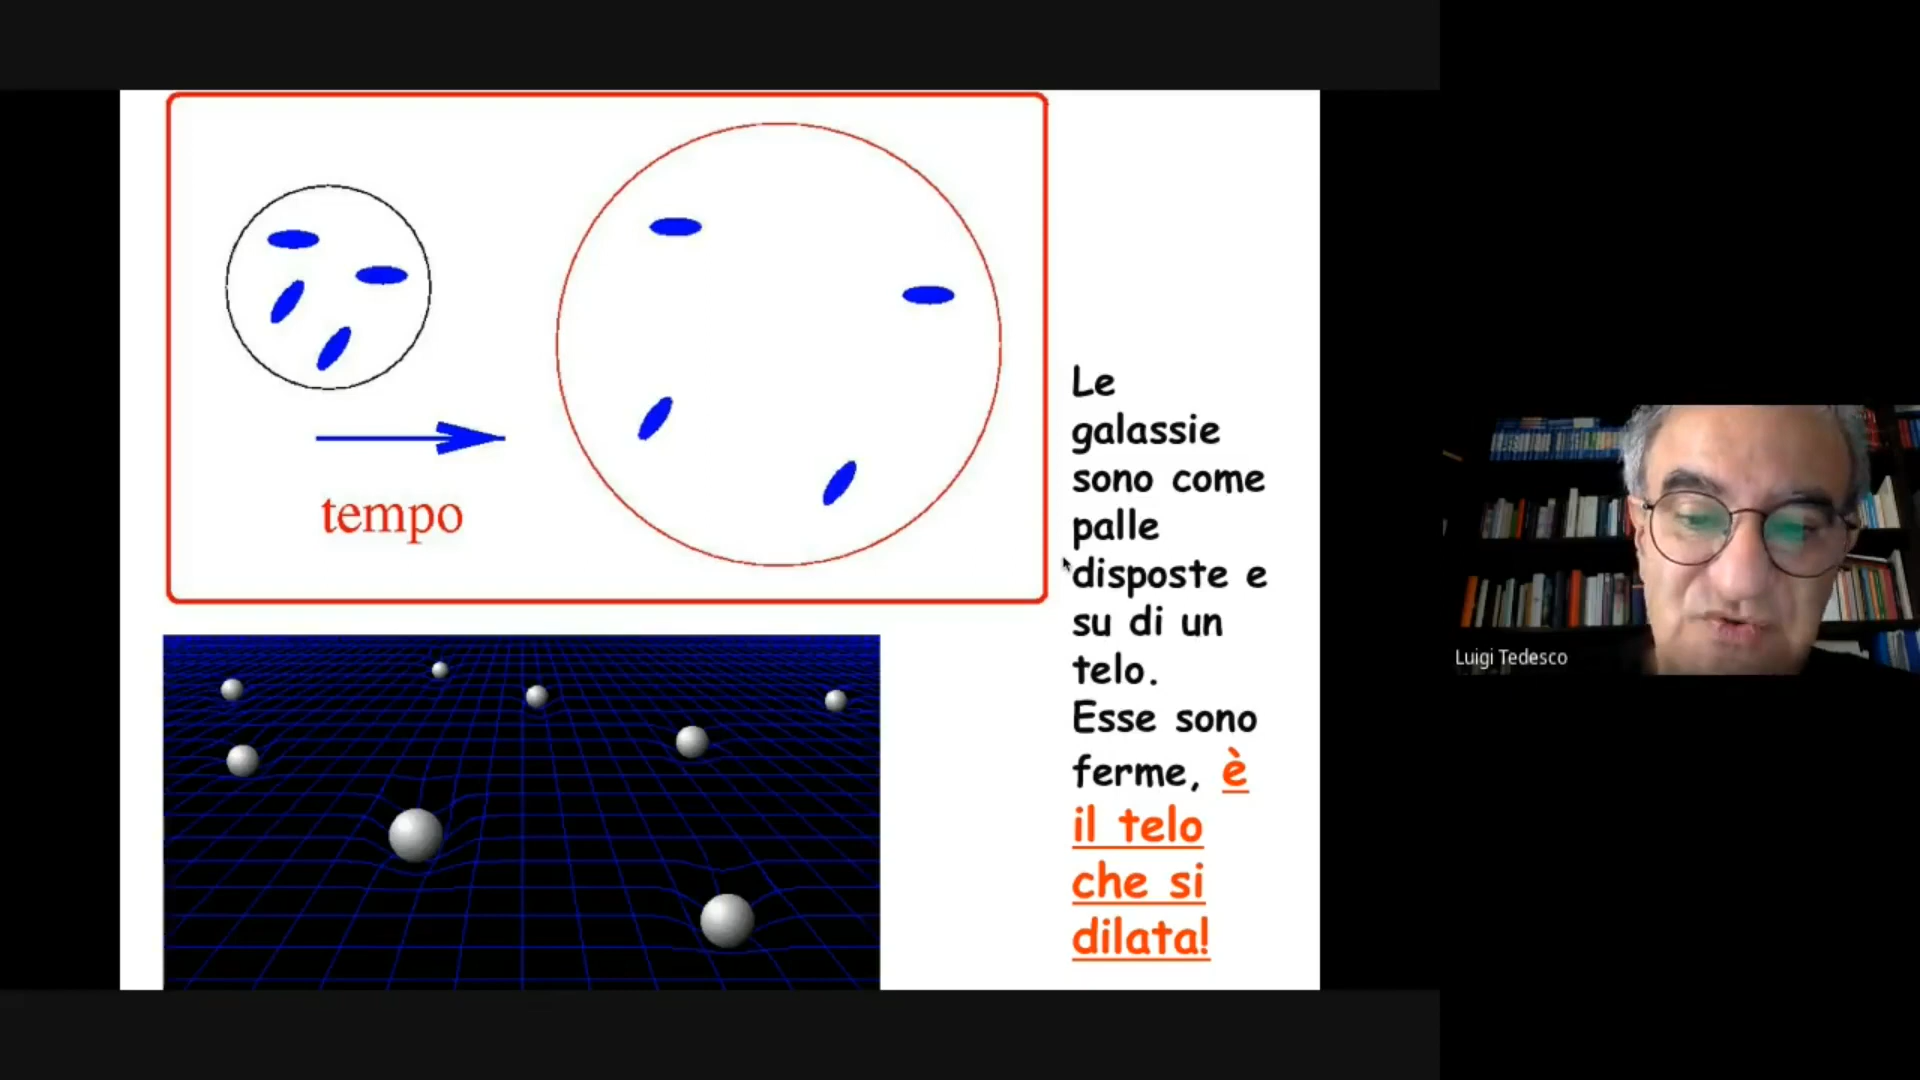 tempo
Le
galassie
sono come
palle
disposte e
su di un
telo.
Esse sono
ferme, è
il telo
che si
dilata!
Luigi Tedesco